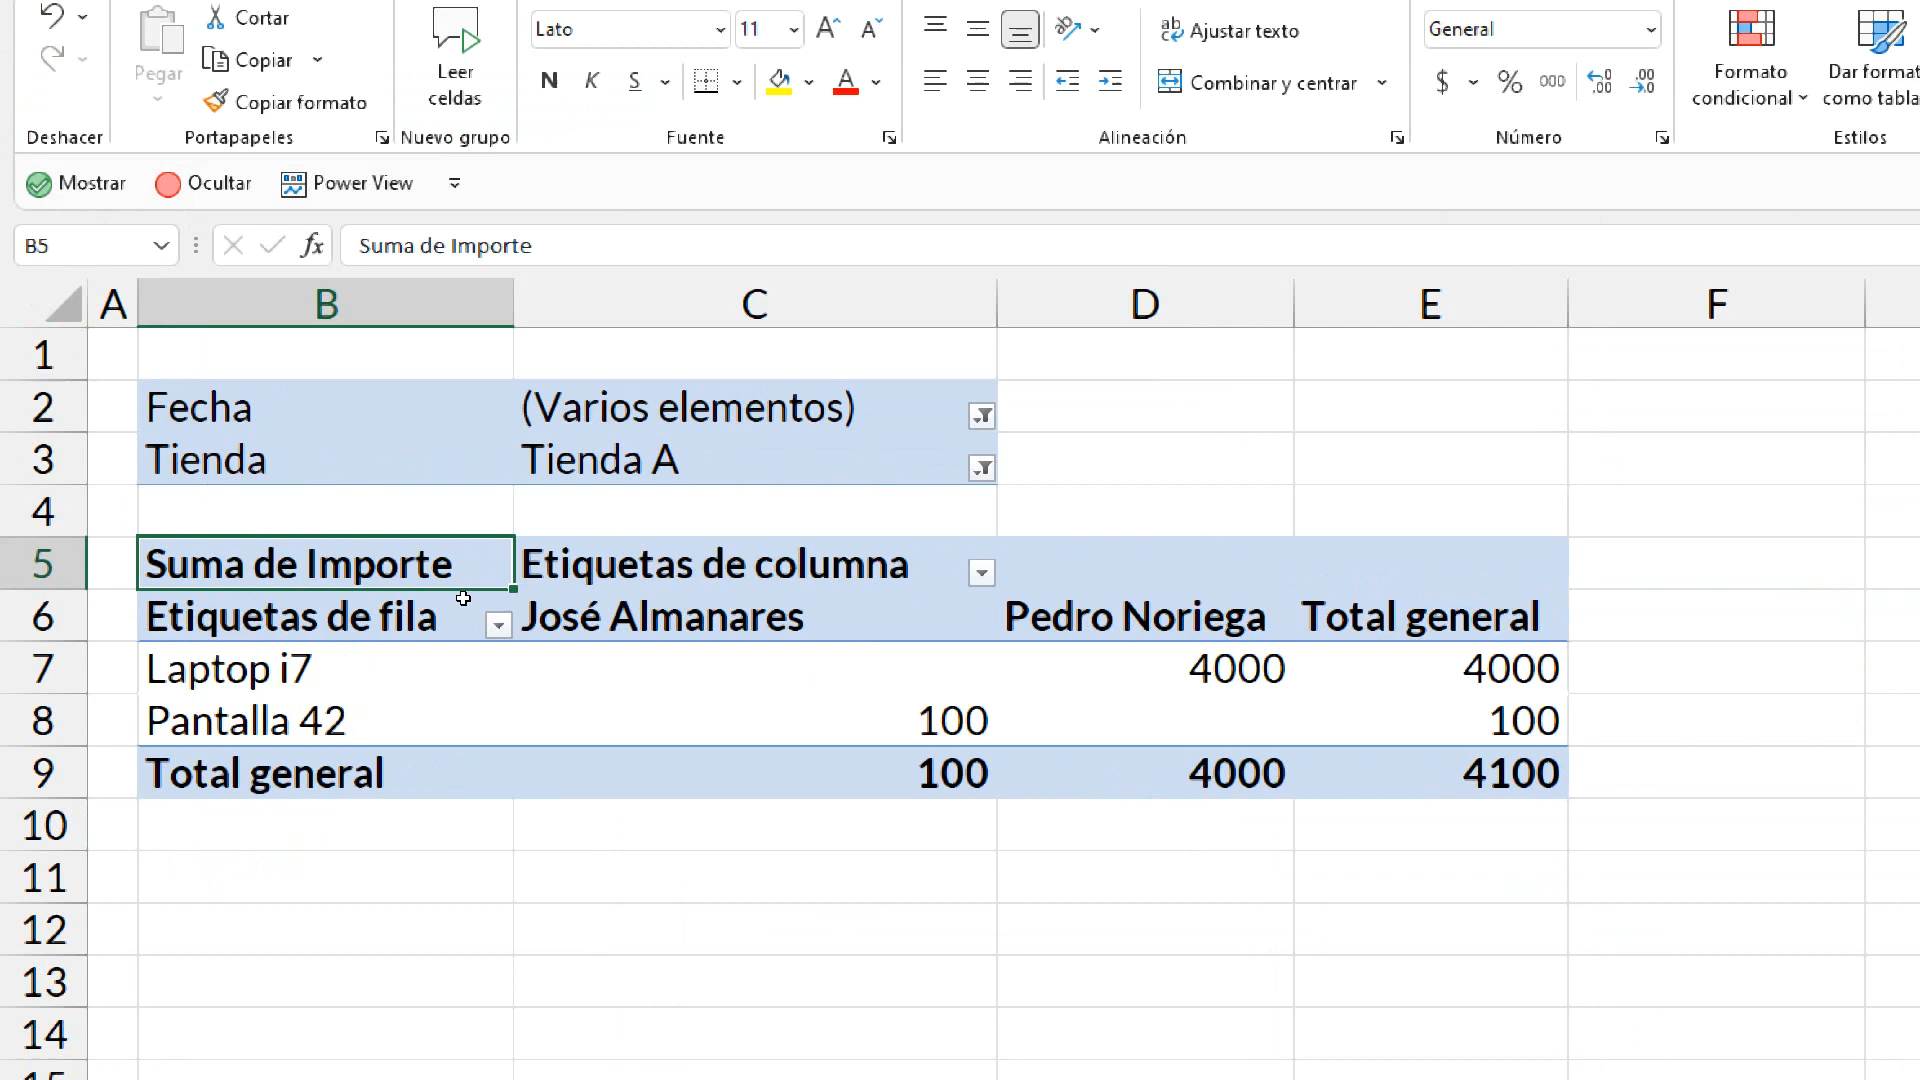 Cortar
Copiar
Copiar formato
Pegar
Deshacer
Portapapeles
Leer
celdas
Nuevo grupo
Lato
11
A A
N K S A
Fuente
ab
Ajustar texto
Combinar y centrar
Alineación
General
$ % 000
Número
Formato
condicional
Dar format
como tabla
Estilos
Mostrar
Ocultar
Power View
B5
fx
Suma de Importe
A B C D E F
1
2 Fecha (Varios elementos)
3 Tienda Tienda A
4
5 Suma de Importe Etiquetas de columna
6 Etiquetas de fila José Almanares Pedro Noriega Total general
7 Laptop i7 4000 4000
8 Pantalla 42 100 100
9 Total general 100 4000 4100
10
11
12
13
14